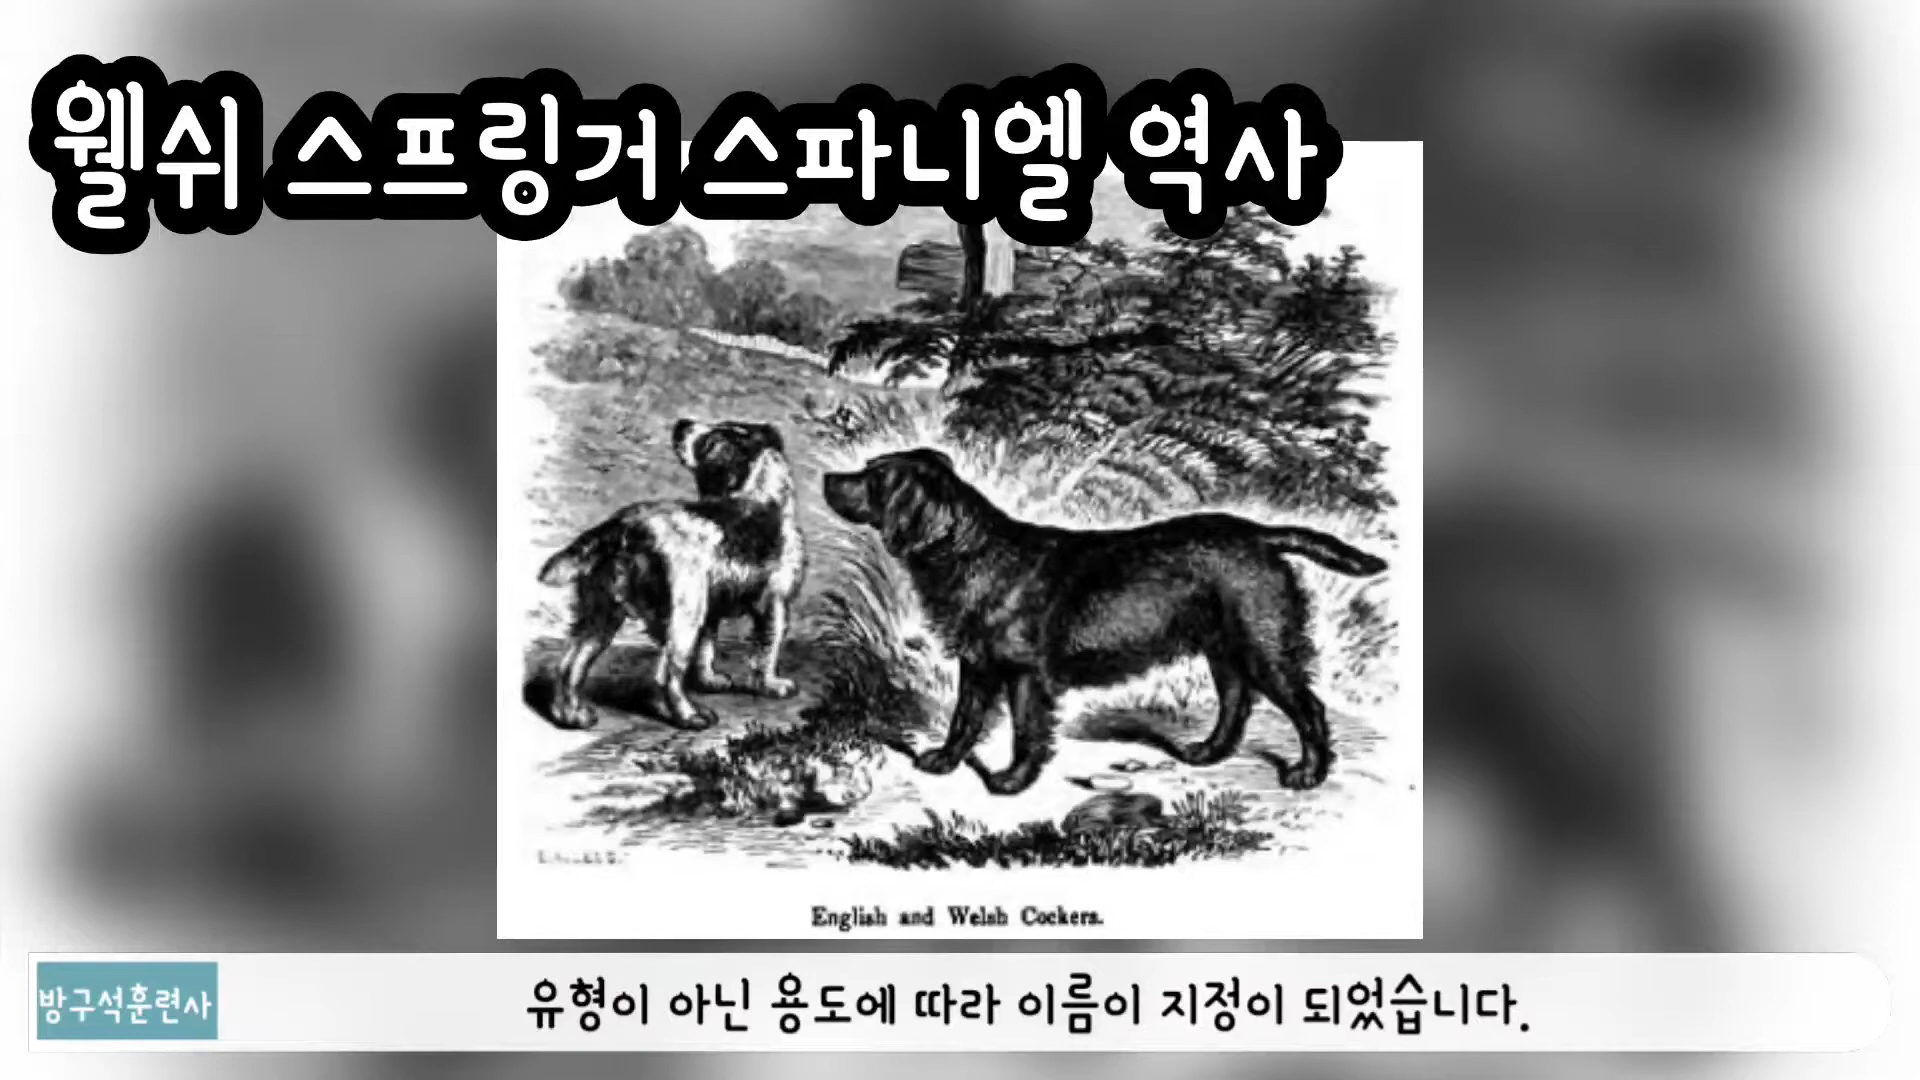 웰쉬 스프링거 스파니엘 역사
English and Welsh Cockers.
방구석훈련사
유형이 아닌 용도에 따라 이름이 지정이 되었습니다.